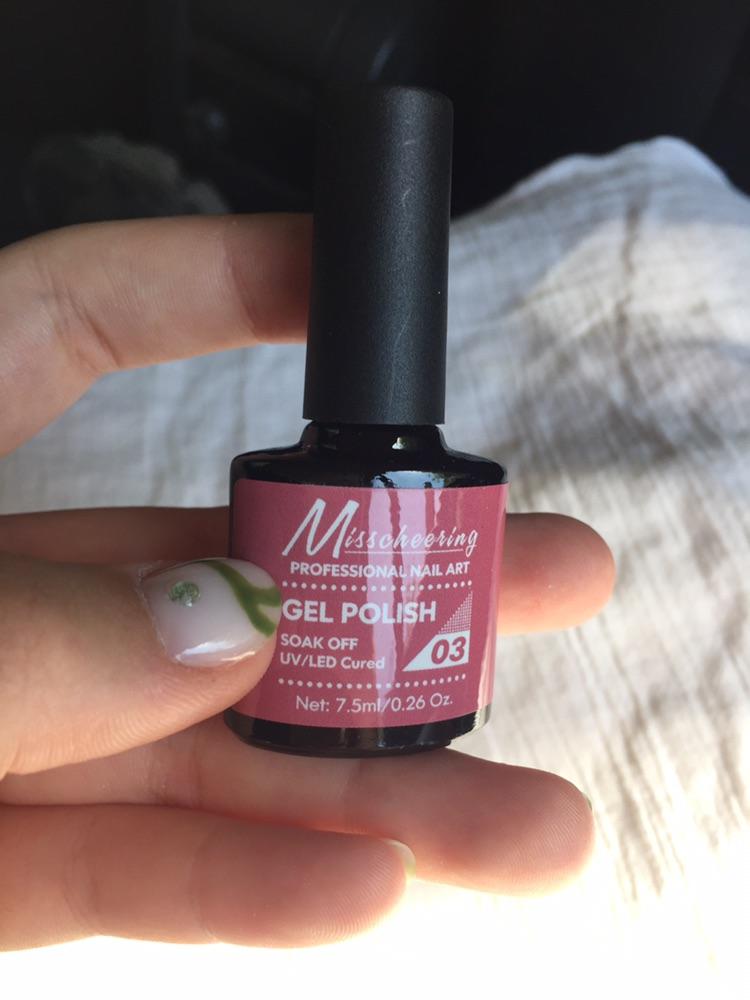 Misscheering
PROFESSIONAL NAIL ART
GEL POLISH
SOAK OFF
UV/LED Cured
03
Net: 7.5ml/0.26 Oz.